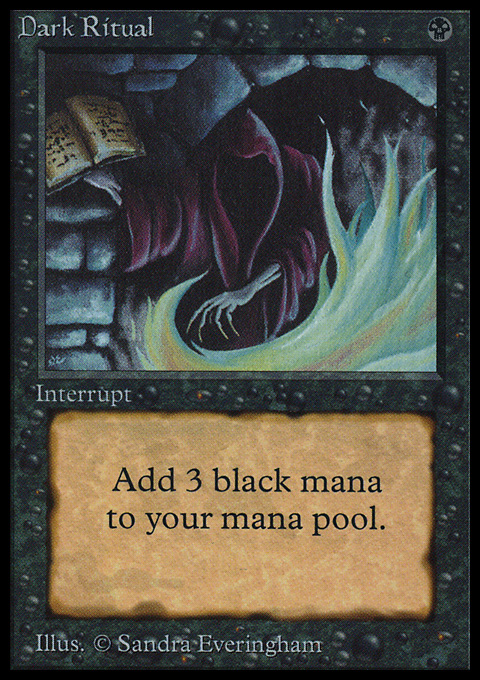 Dark Ritual
Interrupt
Add 3 black mana
to your mana pool.
Illus. © Sandra Everingham